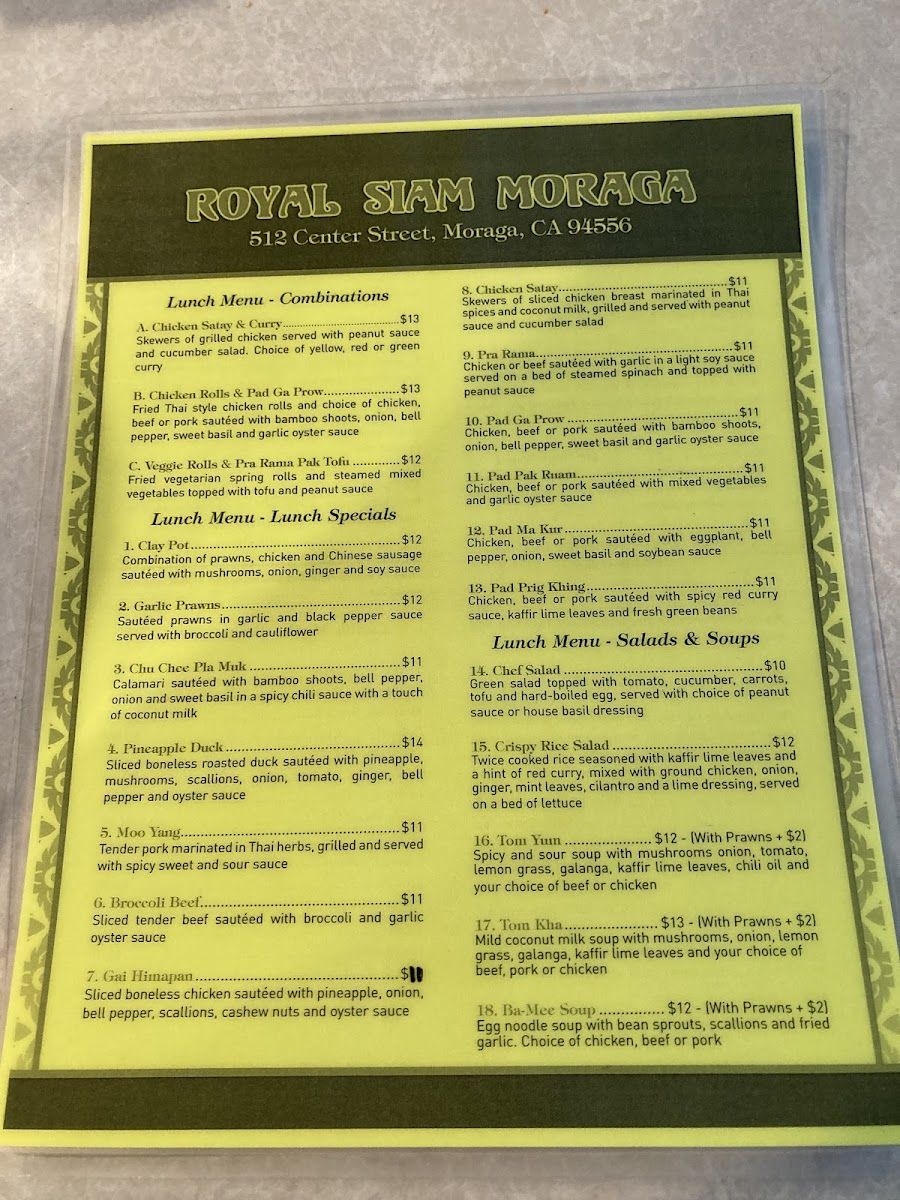 ROYAL SIAM MORAGA
512 Center Street, Moraga, CA 94556
Lunch Menu - Combinations
A. Chicken Satay & Curry..............................$13
Skewers of grilled chicken served with peanut sauce
and cucumber salad. Choice of yellow, red or green
curry
B. Chicken Rolls & Pad Ga Prow...................$13
Fried Thai style chicken rolls and choice of chicken,
beef or pork sautéed with bamboo shoots, onion, bell
pepper, sweet basil and garlic oyster sauce
C. Veggie Rolls & Pra Rama Pak Tofu ............$12
Fried vegetarian spring rolls and steamed mixed
vegetables topped with tofu and peanut sauce
Lunch Menu - Lunch Specials
1. Clay Pot....................................................$12
Combination of prawns, chicken and Chinese sausage
sautéed with mushrooms, onion, ginger and soy sauce
2. Garlic Prawns............................................$12
Sautéed prawns in garlic and black pepper sauce
served with broccoli and cauliflower
3. Chu Chee Pla Muk .....................................$11
Calamari sautéed with bamboo shoots, bell pepper,
onion and sweet basil in a spicy chili sauce with a touch
of coconut milk
4. Pineapple Duck..........................................$14
Sliced boneless roasted duck sautéed with pineapple,
mushrooms, scallions, onion, tomato, ginger, bell
pepper and oyster sauce
5. Moo Yang....................................................$11
Tender pork marinated in Thai herbs, grilled and served
with spicy sweet and sour sauce
6. Broccoli Beef...............................................$11
Sliced tender beef sautéed with broccoli and garlic
oyster sauce
7. Gai Himapan...............................................$11
Sliced boneless chicken sautéed with pineapple, onion,
bell pepper, scallions, cashew nuts and oyster sauce
8. Chicken Satay..........................................$11
Skewers of sliced chicken breast marinated in Thai
spices and coconut milk, grilled and served with peanut
sauce and cucumber salad
9. Pra Rama................................................$11
Chicken or beef sautéed with garlic in a light soy sauce
served on a bed of steamed spinach and topped with
peanut sauce
10. Pad Ga Prow .........................................$11
Chicken, beef or pork sautéed with bamboo shoots,
onion, bell pepper, sweet basil and garlic oyster sauce
11. Pad Pak Ruam........................................$11
Chicken, beef or pork sautéed with mixed vegetables
and garlic oyster sauce
12. Pad Ma Kur............................................$11
Chicken, beef or pork sautéed with eggplant, bell
pepper, onion, sweet basil and soybean sauce
13. Pad Prig Khing.......................................$11
Chicken, beef or pork sautéed with spicy red curry
sauce, kaffir lime leaves and fresh green beans
Lunch Menu - Salads & Soups
14. Chef Salad ..............................................$10
Green salad topped with tomato, cucumber, carrots,
tofu and hard-boiled egg, served with choice of peanut
sauce or house basil dressing
15. Crispy Rice Salad ....................................$12
Twice cooked rice seasoned with kaffir lime leaves and
a hint of red curry, mixed with ground chicken, onion,
ginger, mint leaves, cilantro and a lime dressing, served
on a bed of lettuce
16. Tom Yum .................... $12 - (With Prawns + $2)
Spicy and sour soup with mushrooms onion, tomato,
lemon grass, galanga, kaffir lime leaves, chili oil and
your choice of beef or chicken
17. Tom Kha...................... $13 - (With Prawns + $2)
Mild coconut milk soup with mushrooms, onion, lemon
grass, galanga, kaffir lime leaves and your choice of
beef, pork or chicken
18. Ba-Mee Soup ............... $12 - (With Prawns + $2)
Egg noodle soup with bean sprouts, scallions and fried
garlic. Choice of chicken, beef or pork